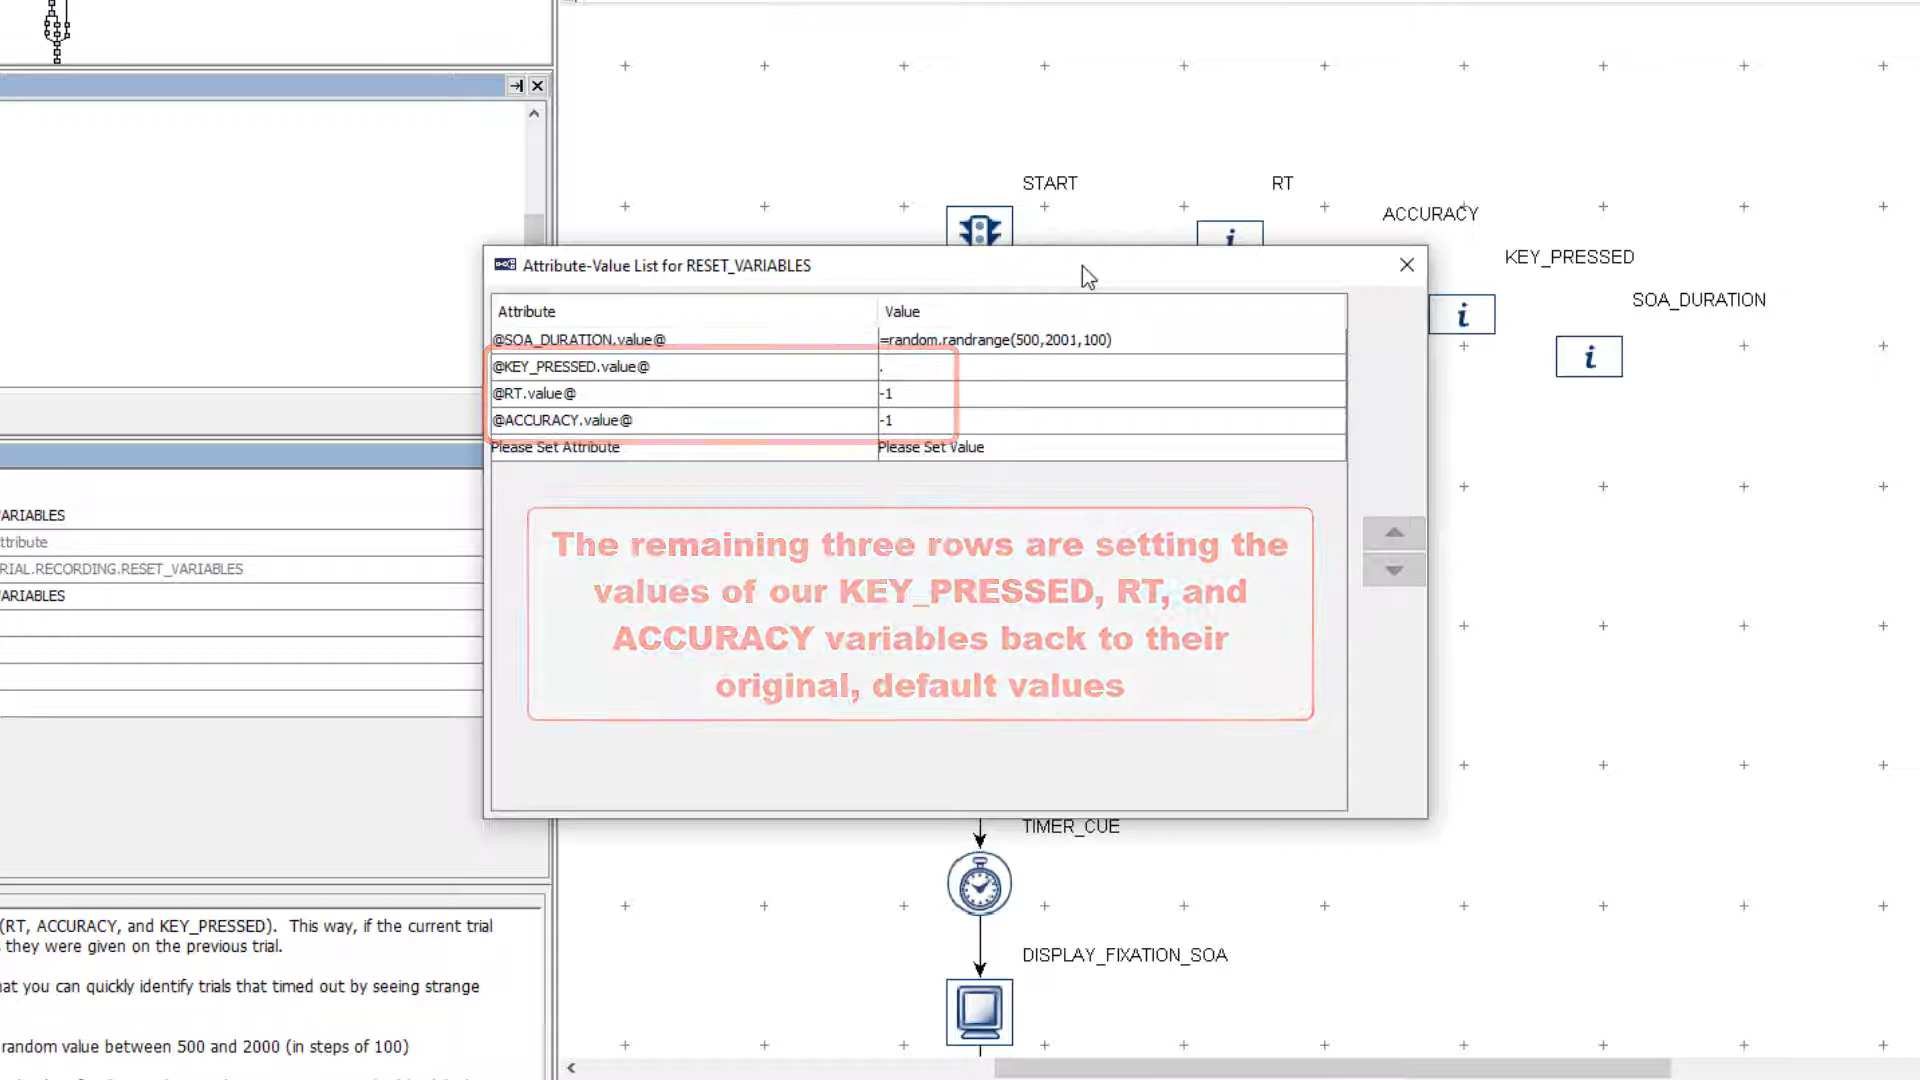 START
RT
ACCURACY
KEY_PRESSED
SOA_DURATION
Attribute-Value List for RESET_VARIABLES
Attribute Value
@SOA_DURATION.value@ =random.randrange(500,2001,100)
@KEY_PRESSED.value@ .
@RT.value@ -1
@ACCURACY.value@ -1
Please Set Attribute Please Set Value
The remaining three rows are setting the
values of our KEY_PRESSED, RT, and
ACCURACY variables back to their
original, default values
ARIABLES
ttribute
RIAL.RECORDING.RESET_VARIABLES
ARIABLES
TIMER_CUE
DISPLAY_FIXATION_SOA
(RT, ACCURACY, and KEY_PRESSED). This way, if the current trial
they were given on the previous trial.
at you can quickly identify trials that timed out by seeing strange
random value between 500 and 2000 (in steps of 100)